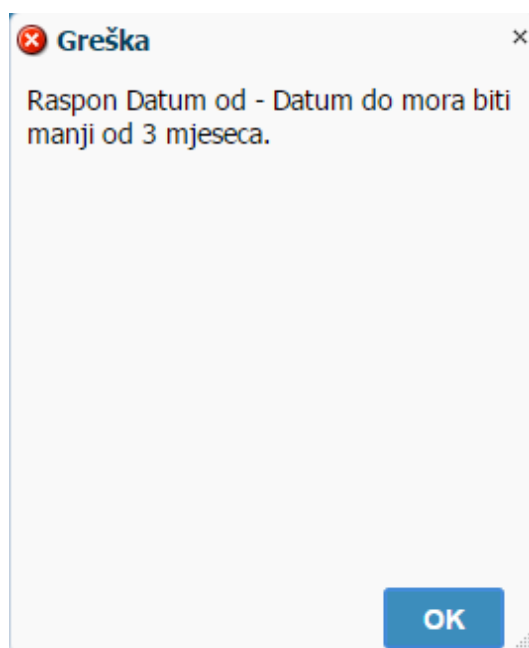 Greška
Raspon Datum od - Datum do mora biti
manji od 3 mjeseca.
OK